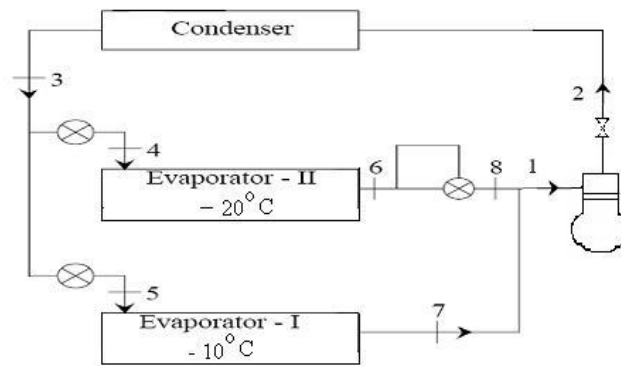 Condenser
3
2
4
6
8
1
Evaporator - II
– 20°C
5
7
Evaporator - I
- 10°C